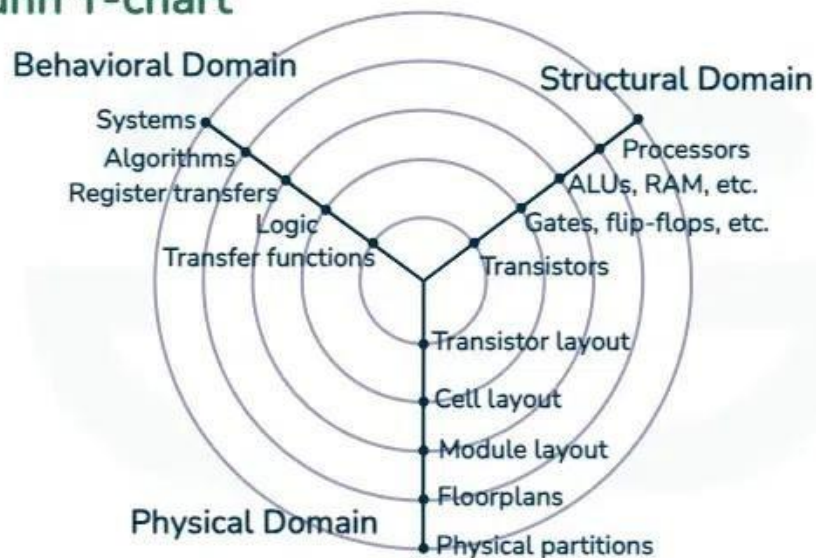 Y-chart
Behavioral Domain
Structural Domain
Systems
Algorithms
Register transfers
Logic
Transfer functions
Processors
ALUs, RAM, etc.
Gates, flip-flops, etc.
Transistors
Transistor layout
Cell layout
Module layout
Floorplans
Physical partitions
Physical Domain